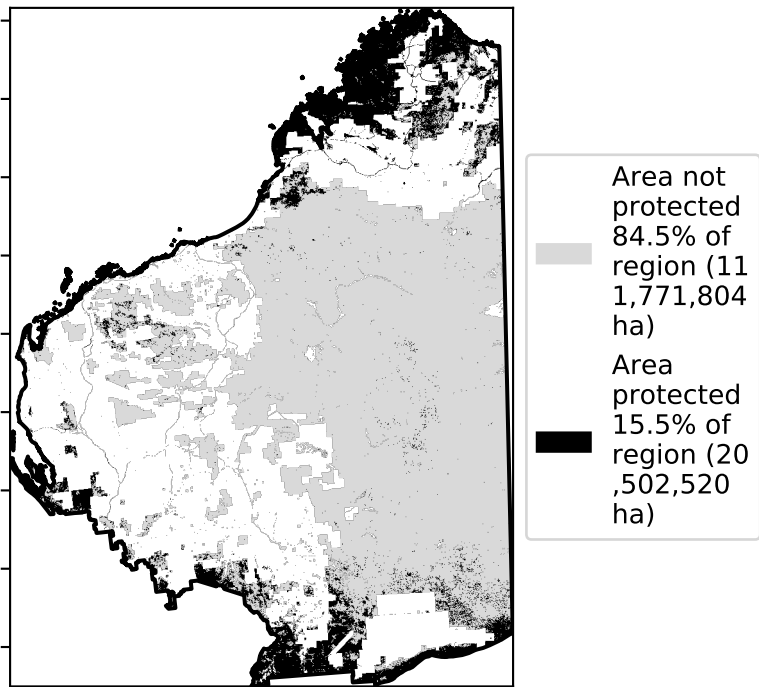 Area not
protected
84.5% of
region (11
1,771,804
ha)
Area
protected
15.5% of
region (20
,502,520
ha)